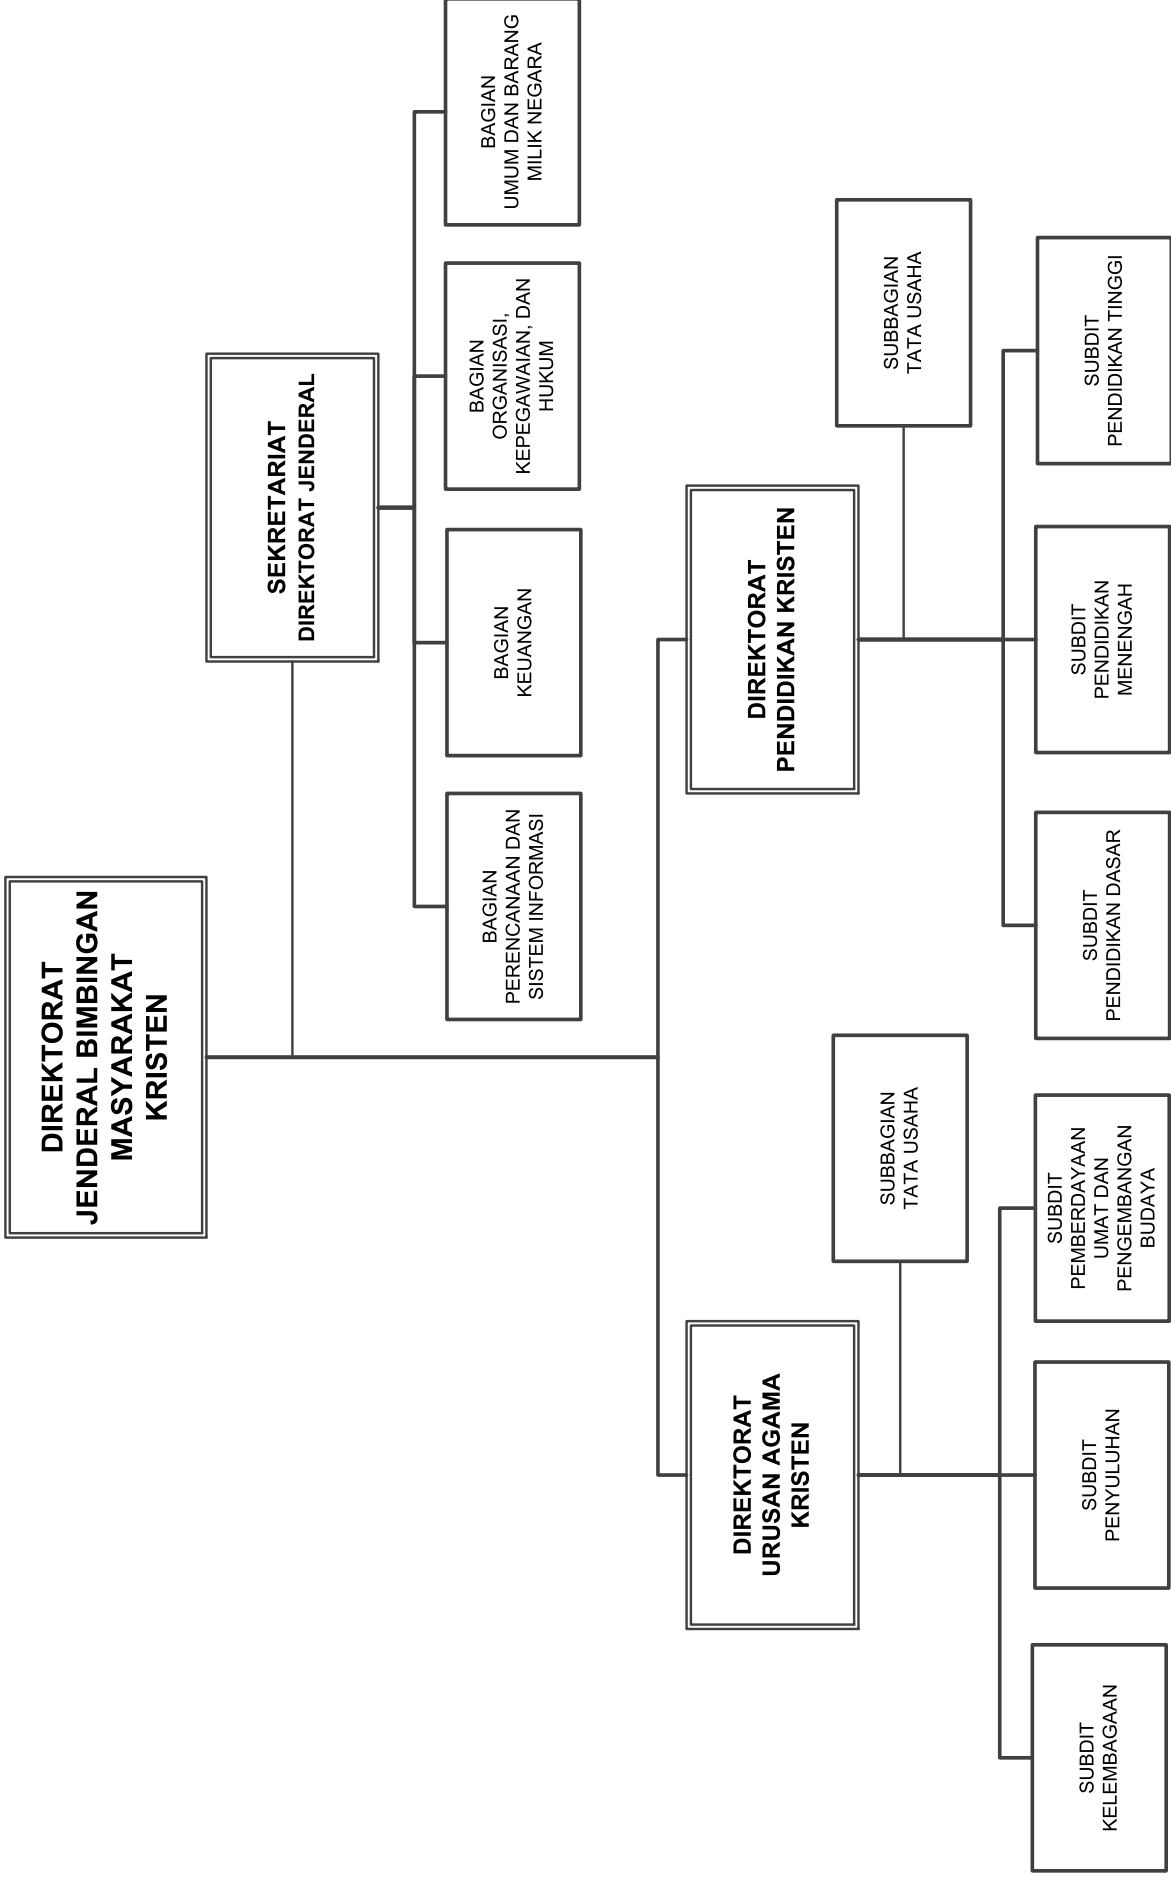 DIREKTORAT
JENDERAL BIMBINGAN
MASYARAKAT
KRISTEN
SEKRETARIAT
DIREKTORAT JENDERAL
BAGIAN
PERENCANAAN DAN
SISTEM INFORMASI
BAGIAN
KEUANGAN
BAGIAN
ORGANISASI,
KEPEGAWAIAN, DAN
HUKUM
BAGIAN
UMUM DAN BARANG
MILIK NEGARA
DIREKTORAT
URUSAN AGAMA
KRISTEN
DIREKTORAT
PENDIDIKAN KRISTEN
SUBBAGIAN
TATA USAHA
SUBBAGIAN
TATA USAHA
SUBDIT
KELEMBAGAAN
SUBDIT
PENYULUHAN
SUBDIT
PEMBERDAYAAN
UMAT DAN
PENGEMBANGAN
BUDAYA
SUBDIT
PENDIDIKAN DASAR
SUBDIT
PENDIDIKAN
MENENGAH
SUBDIT
PENDIDIKAN TINGGI